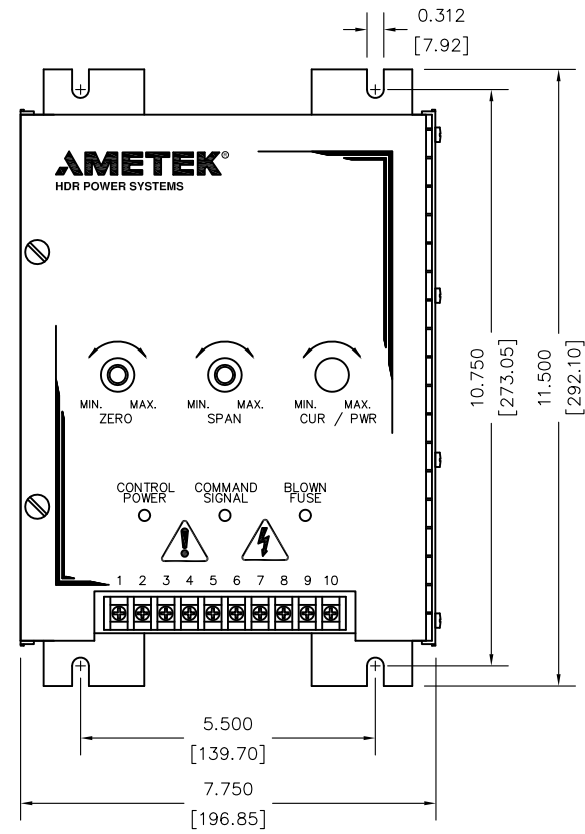 0.312
[7.92]
AMETEK®
HDR POWER SYSTEMS
10.750
[273.05]
11.500
[292.10]
MIN. MAX.
ZERO
MIN. MAX.
SPAN
MIN. MAX.
CUR / PWR
CONTROL
POWER
COMMAND
SIGNAL
BLOWN
FUSE
1 2 3 4 5 6 7 8 9 10
5.500
[139.70]
7.750
[196.85]